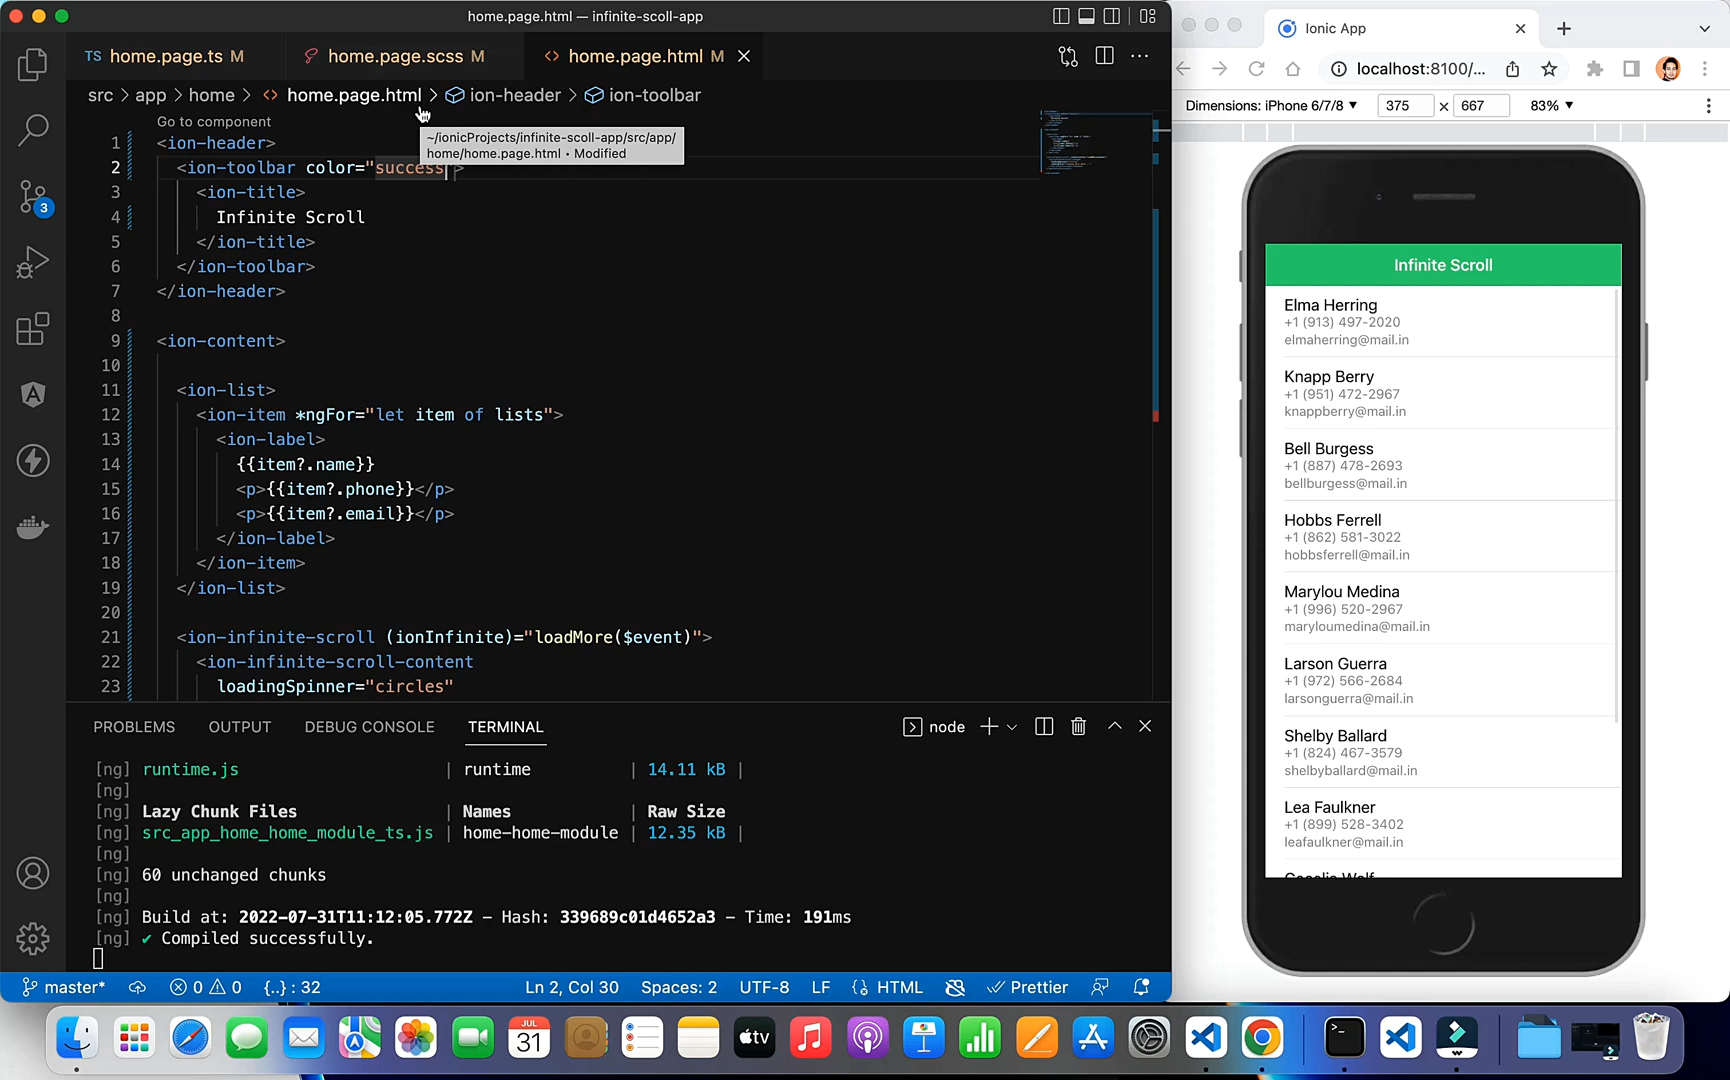 home.page.html — infinite-scoll-app
TS home.page.ts M
home.page.scss M
<> home.page.html M
src > app > home > <> home.page.html > ion-header > ion-toolbar
Go to component
~/ionicProjects/infinite-scoll-app/src/app/
home/home.page.html • Modified
1 <ion-header>
2 <ion-toolbar color="success">
3 <ion-title>
4 Infinite Scroll
5 </ion-title>
6 </ion-toolbar>
7 </ion-header>
8
9 <ion-content>
10
11 <ion-list>
12 <ion-item *ngFor="let item of lists">
13 <ion-label>
14 {{item?.name}}
15 <p>{{item?.phone}}</p>
16 <p>{{item?.email}}</p>
17 </ion-label>
18 </ion-item>
19 </ion-list>
20
21 <ion-infinite-scroll (ionInfinite)="loadMore($event)">
22 <ion-infinite-scroll-content
23 loadingSpinner="circles"
3
PROBLEMS OUTPUT DEBUG CONSOLE TERMINAL
node
[ng] runtime.js | runtime | 14.11 kB |
[ng]
[ng] Lazy Chunk Files | Names | Raw Size
[ng] src_app_home_home_module_ts.js | home-home-module | 12.35 kB |
[ng]
[ng] 60 unchanged chunks
[ng]
[ng] Build at: 2022-07-31T11:12:05.772Z - Hash: 339689c01d4652a3 - Time: 191ms
[ng] ✔ Compiled successfully.
master* 0 0 {..} : 32 Ln 2, Col 30 Spaces: 2 UTF-8 LF HTML Prettier
Ionic App
localhost:8100/...
Dimensions: iPhone 6/7/8 ▼ 375 × 667 83% ▼
Infinite Scroll
Elma Herring
+1 (913) 497-2020
elmaherring@mail.in
Knapp Berry
+1 (951) 472-2967
knappberry@mail.in
Bell Burgess
+1 (887) 478-2693
bellburgess@mail.in
Hobbs Ferrell
+1 (862) 581-3022
hobbsferrell@mail.in
Marylou Medina
+1 (996) 520-2967
maryloumedina@mail.in
Larson Guerra
+1 (972) 566-2684
larsonguerra@mail.in
Shelby Ballard
+1 (824) 467-3579
shelbyballard@mail.in
Lea Faulkner
+1 (899) 528-3402
leafaulkner@mail.in
JUL
31
tv